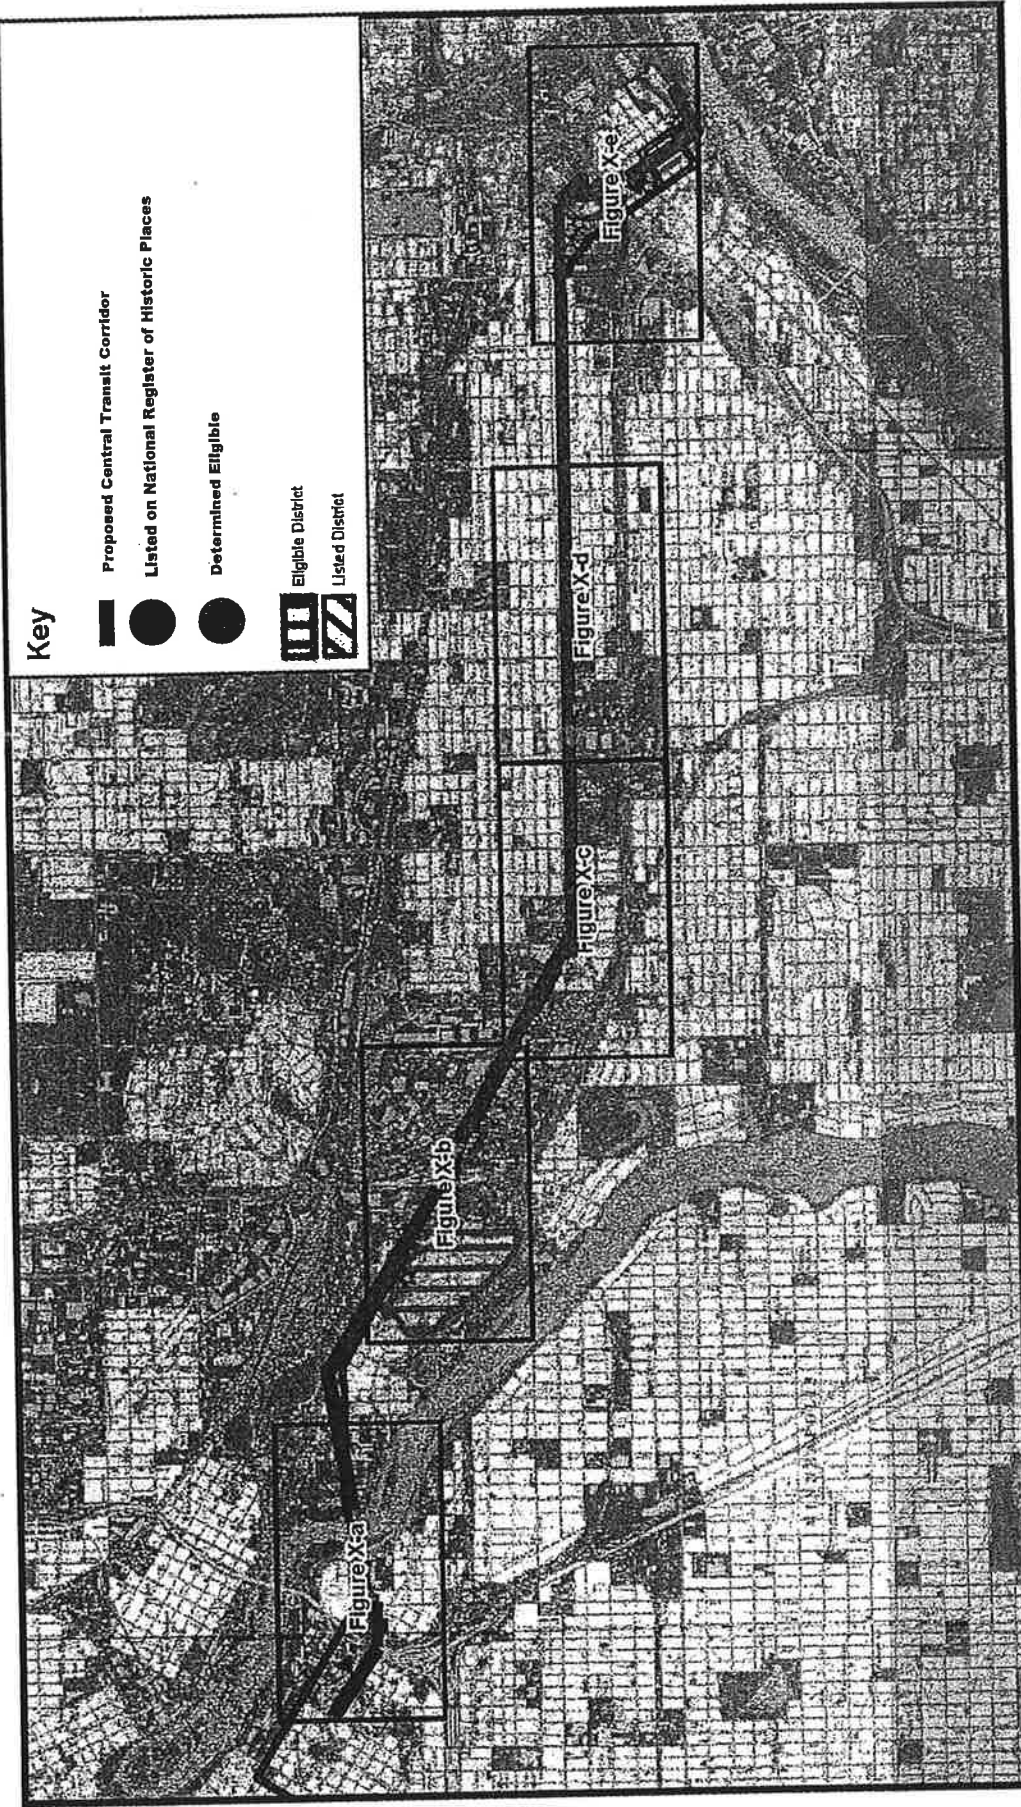 Key
Proposed Central Transit Corridor
Listed on National Register of Historic Places
Determined Eligible
Eligible District
Listed District
Figure X-a
Figure X-b
Figure X-c
Figure X-d
Figure X-e